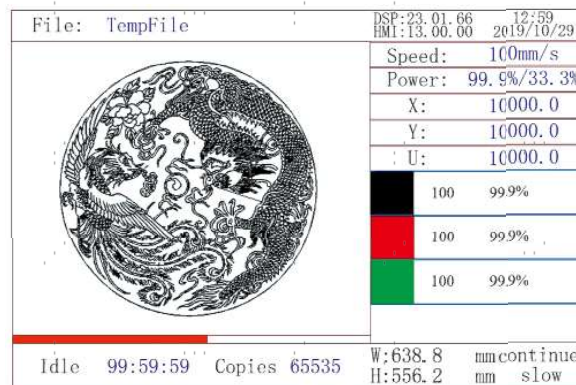 File: TempFile
DSP:23.01.66 12:59
HMI:13.00.00 2019/10/29
Speed: 100mm/s
Power: 99.9%/33.3%
X: 10000.0
Y: 10000.0
U: 10000.0
100 99.9%
100 99.9%
100 99.9%
Idle 99:59:59 Copies 65535
W;638.8 mm continue
H:556.2 mm slow